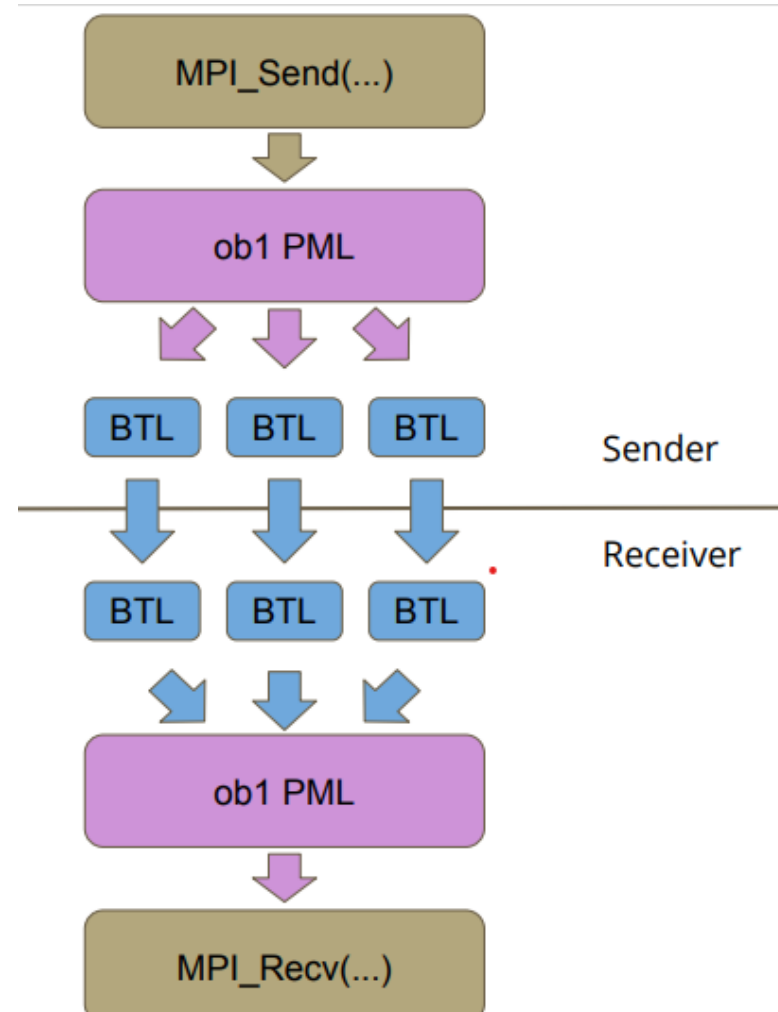 MPI_Send(...)
ob1 PML
BTL BTL BTL
Sender
Receiver
BTL BTL BTL
ob1 PML
MPI_Recv(...)